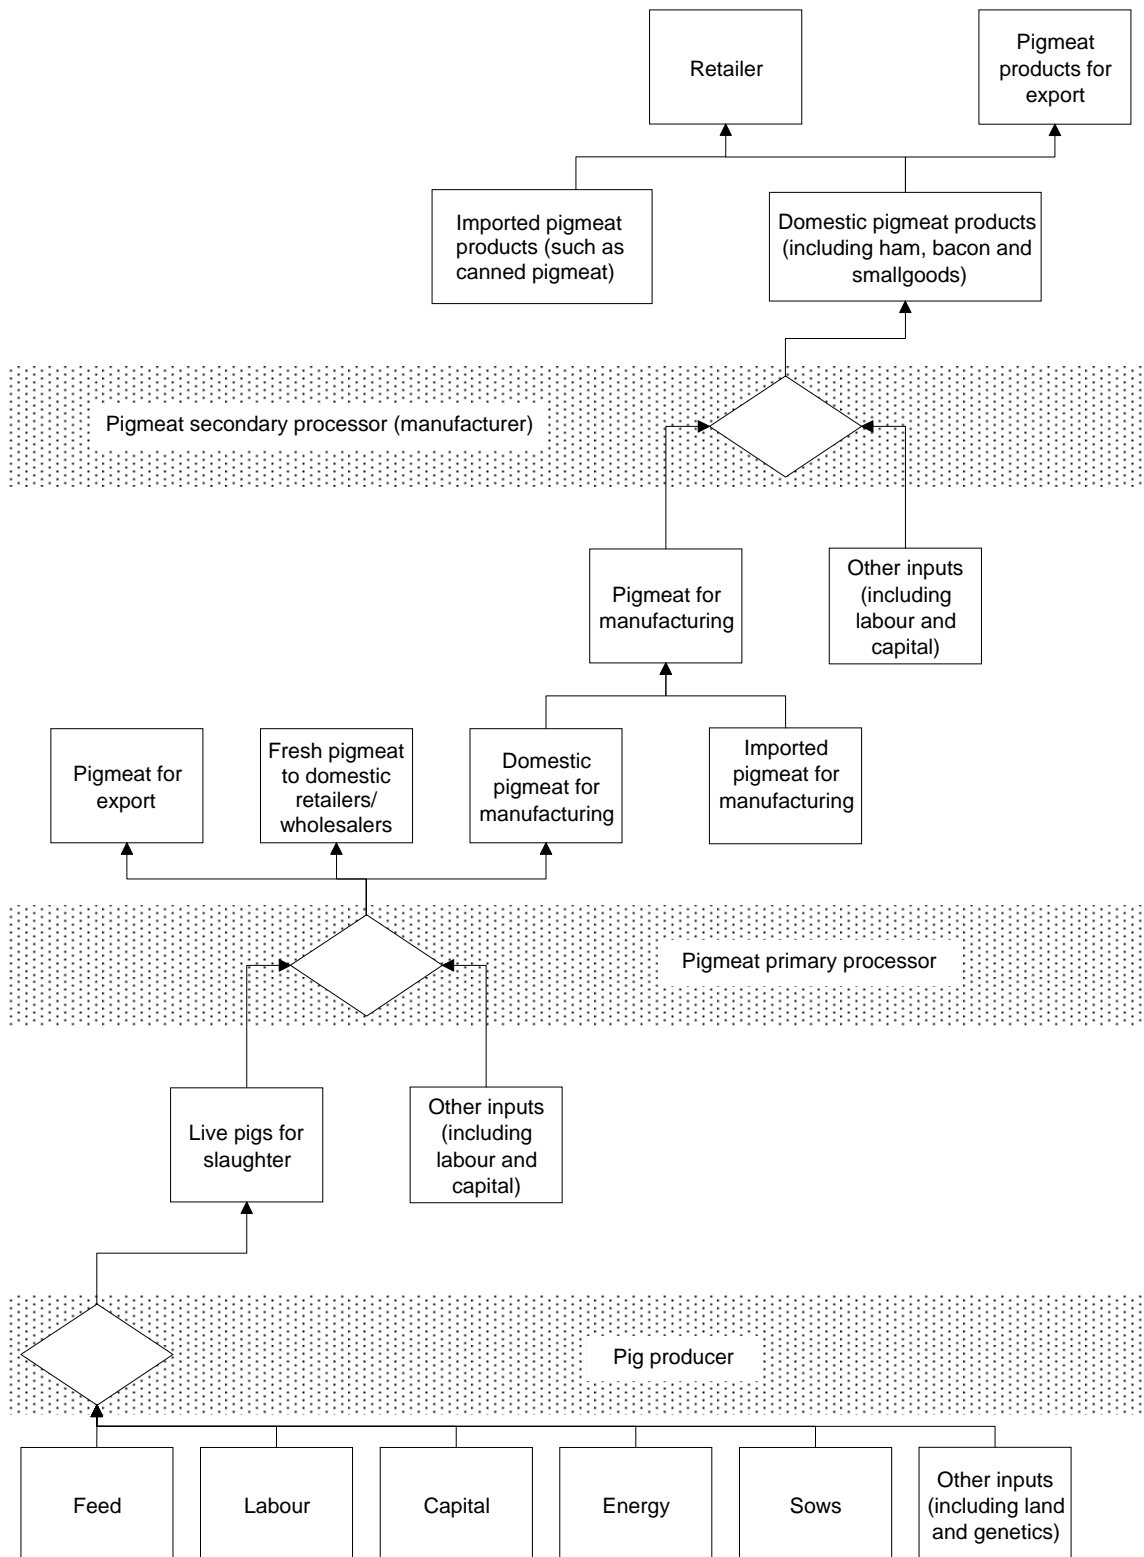 Retailer
Pigmeat
products for
export
Imported pigmeat
products (such as
canned pigmeat)
Domestic pigmeat products
(including ham, bacon and
smallgoods)
Pigmeat secondary processor (manufacturer)
Pigmeat for
manufacturing
Other inputs
(including
labour and
capital)
Pigmeat for
export
Fresh pigmeat
to domestic
retailers/
wholesalers
Domestic
pigmeat for
manufacturing
Imported
pigmeat for
manufacturing
Pigmeat primary processor
Live pigs for
slaughter
Other inputs
(including
labour and
capital)
Pig producer
Feed
Labour
Capital
Energy
Sows
Other inputs
(including land
and genetics)